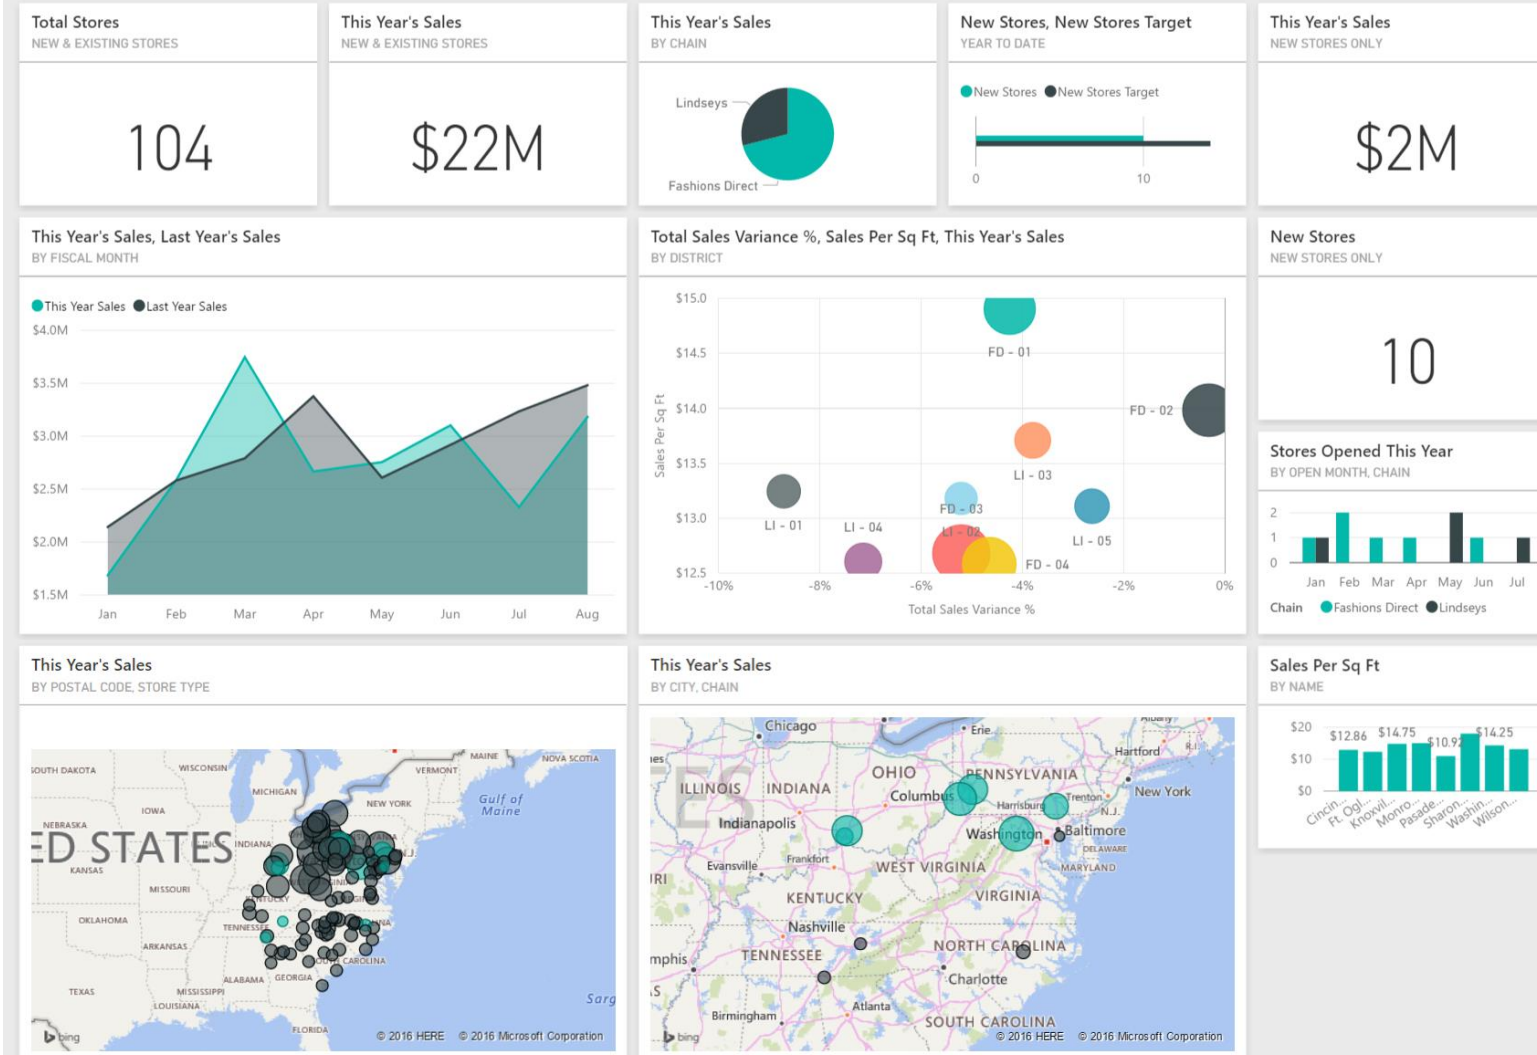 Total Stores
NEW & EXISTING STORES
104
This Year's Sales
NEW & EXISTING STORES
$22M
This Year's Sales
BY CHAIN
Lindseys
Fashions Direct
New Stores, New Stores Target
YEAR TO DATE
New Stores New Stores Target
0 10
This Year's Sales
NEW STORES ONLY
$2M
This Year's Sales, Last Year's Sales
BY FISCAL MONTH
This Year Sales Last Year Sales
$4.0M
$3.5M
$3.0M
$2.5M
$2.0M
$1.5M
Jan Feb Mar Apr May Jun Jul Aug
Total Sales Variance %, Sales Per Sq Ft, This Year's Sales
BY DISTRICT
Sales Per Sq Ft
$15.0
FD - 01
$14.5
$14.0
FD - 02
LI - 03
$13.5
FD - 03
LI - 01
LI - 04
$13.0
LI - 02
LI - 05
FD - 04
$12.5
-10% -8% -6% -4% -2% 0%
Total Sales Variance %
New Stores
NEW STORES ONLY
10
Stores Opened This Year
BY OPEN MONTH, CHAIN
2
1
0
Jan Feb Mar Apr May Jun Jul
Chain Fashions Direct Lindseys
This Year's Sales
BY POSTAL CODE, STORE TYPE
MAINE
NOVA SCOTIA
SOUTH DAKOTA
WISCONSIN
VERMONT
MICHIGAN
NEW YORK
Gulf of
Maine
IOWA
NEBRASKA
ED STATES
INDIANA
N.J.
KANSAS
MISSOURI
OKLAHOMA
TENNESSEE
ARKANSAS
CAROLINA
ALABAMA
GEORGIA
TEXAS
MISSISSIPPI
LOUISIANA
Sarg
FLORIDA
bing
© 2016 HERE © 2016 Microsoft Corporation
This Year's Sales
BY CITY, CHAIN
Chicago
Erie
Albany
Hartford
R.I.
OHIO
PENNSYLVANIA
ILLINOIS
INDIANA
ES
Columbus
Harrisburg
Trenton
New York
N.J.
Indianapolis
Washington
Baltimore
DELAWARE
Evansville
Frankfort
WEST VIRGINIA
MARYLAND
URI
KENTUCKY
VIRGINIA
Nashville
NORTH CAROLINA
mphis
TENNESSEE
Charlotte
Atlanta
Birmingham
SOUTH CAROLINA
bing
© 2016 HERE © 2016 Microsoft Corporation
Sales Per Sq Ft
BY NAME
$20
$12.86 $14.75 $10.92 $14.25
$10
$0
Cincin... Ft. Ogl... Knoxvil... Monro... Pasade... Sharon... Washin... Wilson...